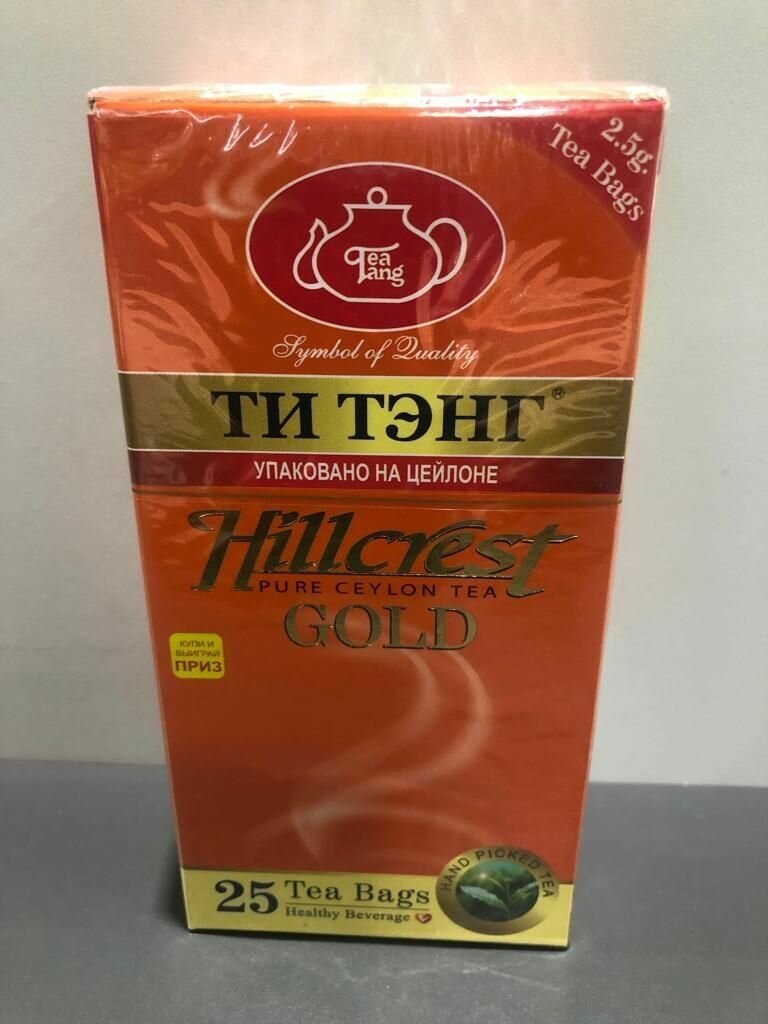 2.5g.
Tea Bags
Tea
Tang
Symbol of Quality
ТИ ТЭНГ®
УПАКОВАНО НА ЦЕЙЛОНЕ
Hillcrest
PURE CEYLON TEA
GOLD
КУПИ И
ВЫИГРАЙ
ПРИЗ
HAND PICKED TEA
25 Tea Bags
Healthy Beverage